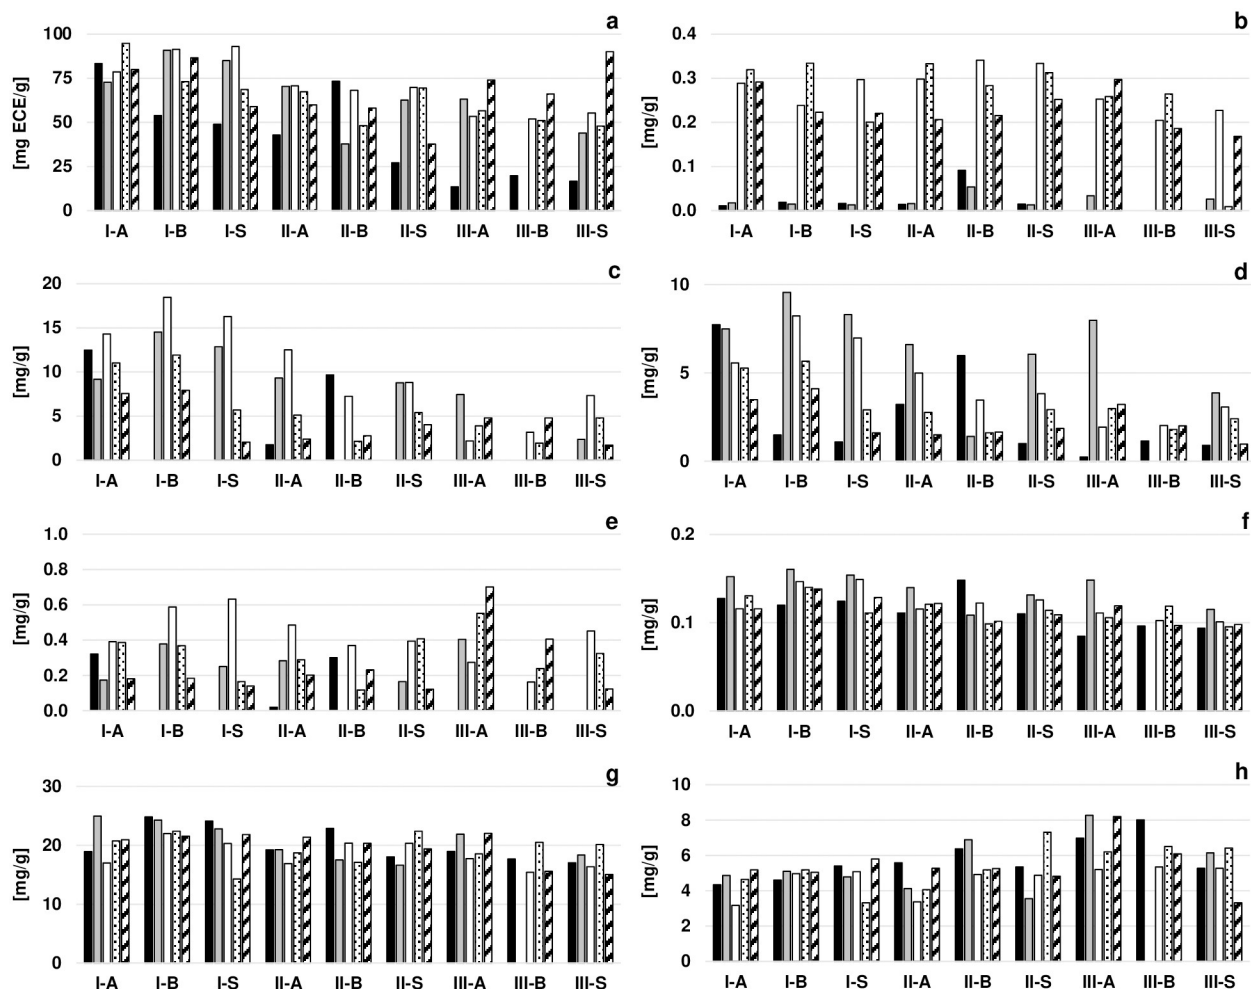 a
100
75
50
25
0
[mg ECE/g]
I-A I-B I-S II-A II-B II-S III-A III-B III-S
b
0.4
0.3
0.2
0.1
0.0
[mg/g]
I-A I-B I-S II-A II-B II-S III-A III-B III-S
c
20
15
10
5
0
[mg/g]
I-A I-B I-S II-A II-B II-S III-A III-B III-S
d
10
5
0
[mg/g]
I-A I-B I-S II-A II-B II-S III-A III-B III-S
e
1.0
0.8
0.6
0.4
0.2
0.0
[mg/g]
I-A I-B I-S II-A II-B II-S III-A III-B III-S
f
0.2
0.1
0.0
[mg/g]
I-A I-B I-S II-A II-B II-S III-A III-B III-S
g
30
20
10
0
[mg/g]
I-A I-B I-S II-A II-B II-S III-A III-B III-S
h
10
8
6
4
2
0
[mg/g]
I-A I-B I-S II-A II-B II-S III-A III-B III-S